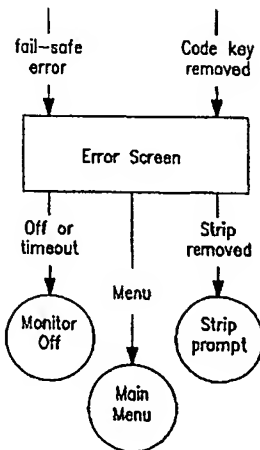 fail-safe
error
Code key
removed
Error Screen
Off or
timeout
Menu
Strip
removed
Monitor
Off
Main
Menu
Strip
prompt